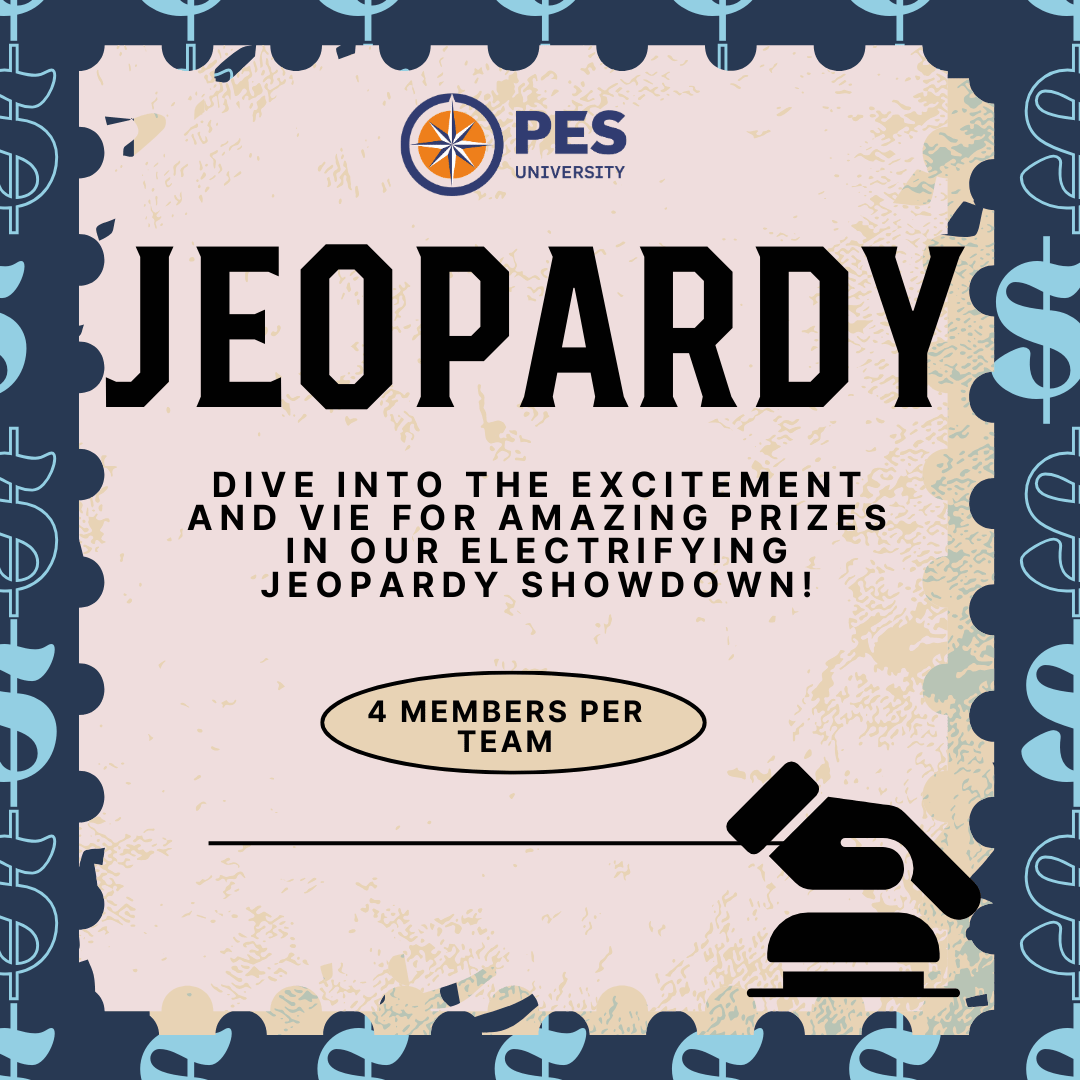 PES
UNIVERSITY
JEOPARDY
DIVE INTO THE EXCITEMENT
AND VIE FOR AMAZING PRIZES
IN OUR ELECTRIFYING
JEOPARDY SHOWDOWN!
4 MEMBERS PER
TEAM